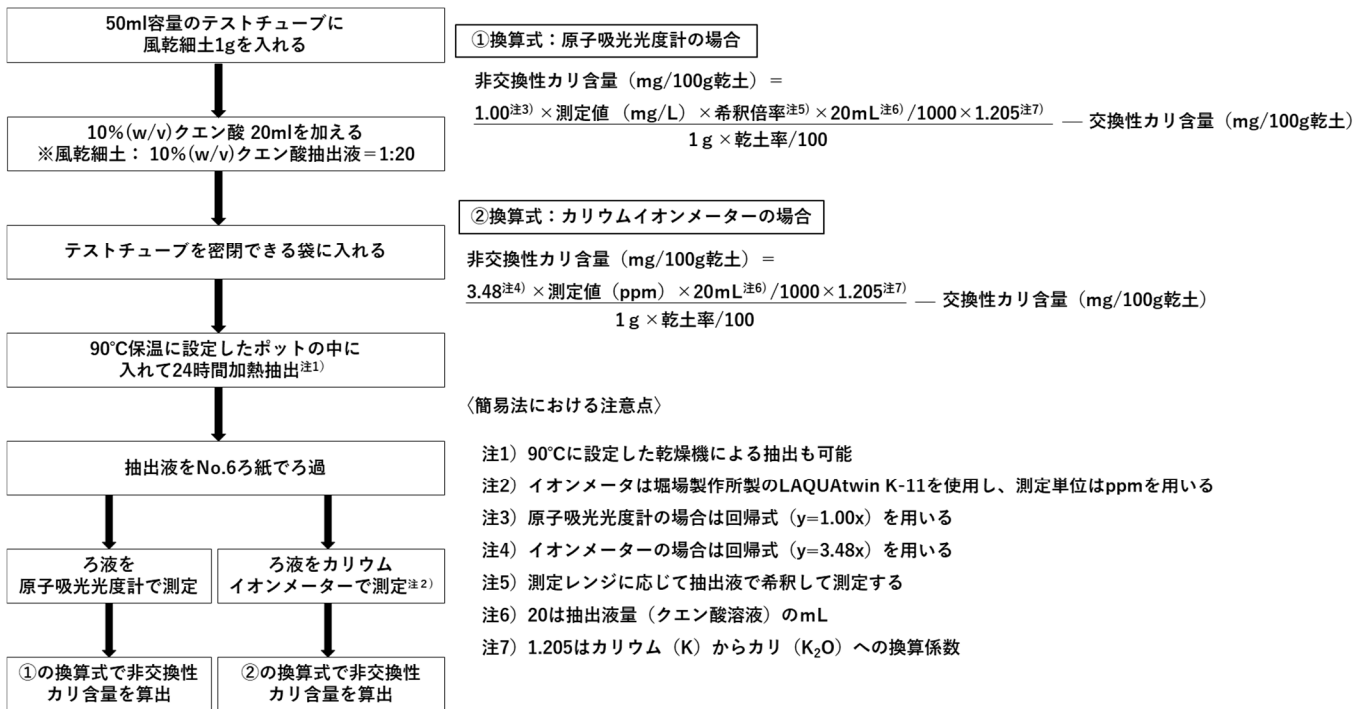 50ml容量のテストチューブに
風乾細土1gを入れる
10%(w/v)クエン酸 20mlを加える
※風乾細土： 10%(w/v)クエン酸抽出液＝1:20
テストチューブを密閉できる袋に入れる
90℃保温に設定したポットの中に
入れて24時間加熱抽出注1)
抽出液をNo.6ろ紙でろ過
ろ液を
原子吸光光度計で測定
ろ液をカリウム
イオンメーターで測定注2)
①の換算式で非交換性
カリ含量を算出
②の換算式で非交換性
カリ含量を算出
①換算式：原子吸光光度計の場合
非交換性カリ含量（mg/100g乾土）＝
1.00注3) ×測定値 （mg/L）×希釈倍率注5) ×20mL注6) /1000×1.205注7)
1ｇ×乾土率/100
― 交換性カリ含量（mg/100g乾土）
②換算式：カリウムイオンメーターの場合
非交換性カリ含量（mg/100g乾土）＝
3.48注4) ×測定値（ppm）×20mL注6) /1000×1.205注7)
1ｇ×乾土率/100
― 交換性カリ含量（mg/100g乾土）
〈簡易法における注意点〉
注1）90℃に設定した乾燥機による抽出も可能
注2）イオンメータは堀場製作所製のLAQUAtwin K-11を使用し、測定単位はppmを用いる
注3）原子吸光光度計の場合は回帰式（y=1.00x）を用いる
注4）イオンメーターの場合は回帰式（y=3.48x）を用いる
注5）測定レンジに応じて抽出液で希釈して測定する
注6）20は抽出液量（クエン酸溶液）のmL
注7）1.205はカリウム（K）からカリ（K2O）への換算係数